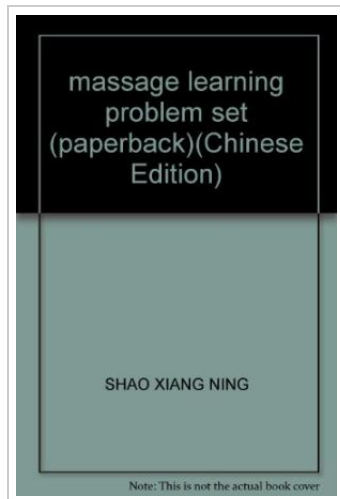 massage learning
problem set
(paperback)(Chinese
Edition)
SHAO XIANG NING
Note: This is not the actual book cover